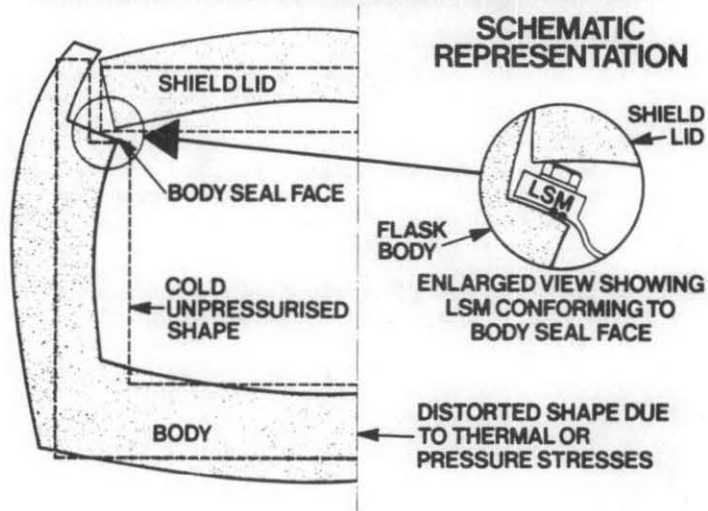 SCHEMATIC
REPRESENTATION
SHIELD LID
SHIELD
LID
LSM
BODY SEAL FACE
FLASK
BODY
ENLARGED VIEW SHOWING
LSM CONFORMING TO
BODY SEAL FACE
COLD
UNPRESSURISED
SHAPE
BODY
DISTORTED SHAPE DUE
TO THERMAL OR
PRESSURE STRESSES